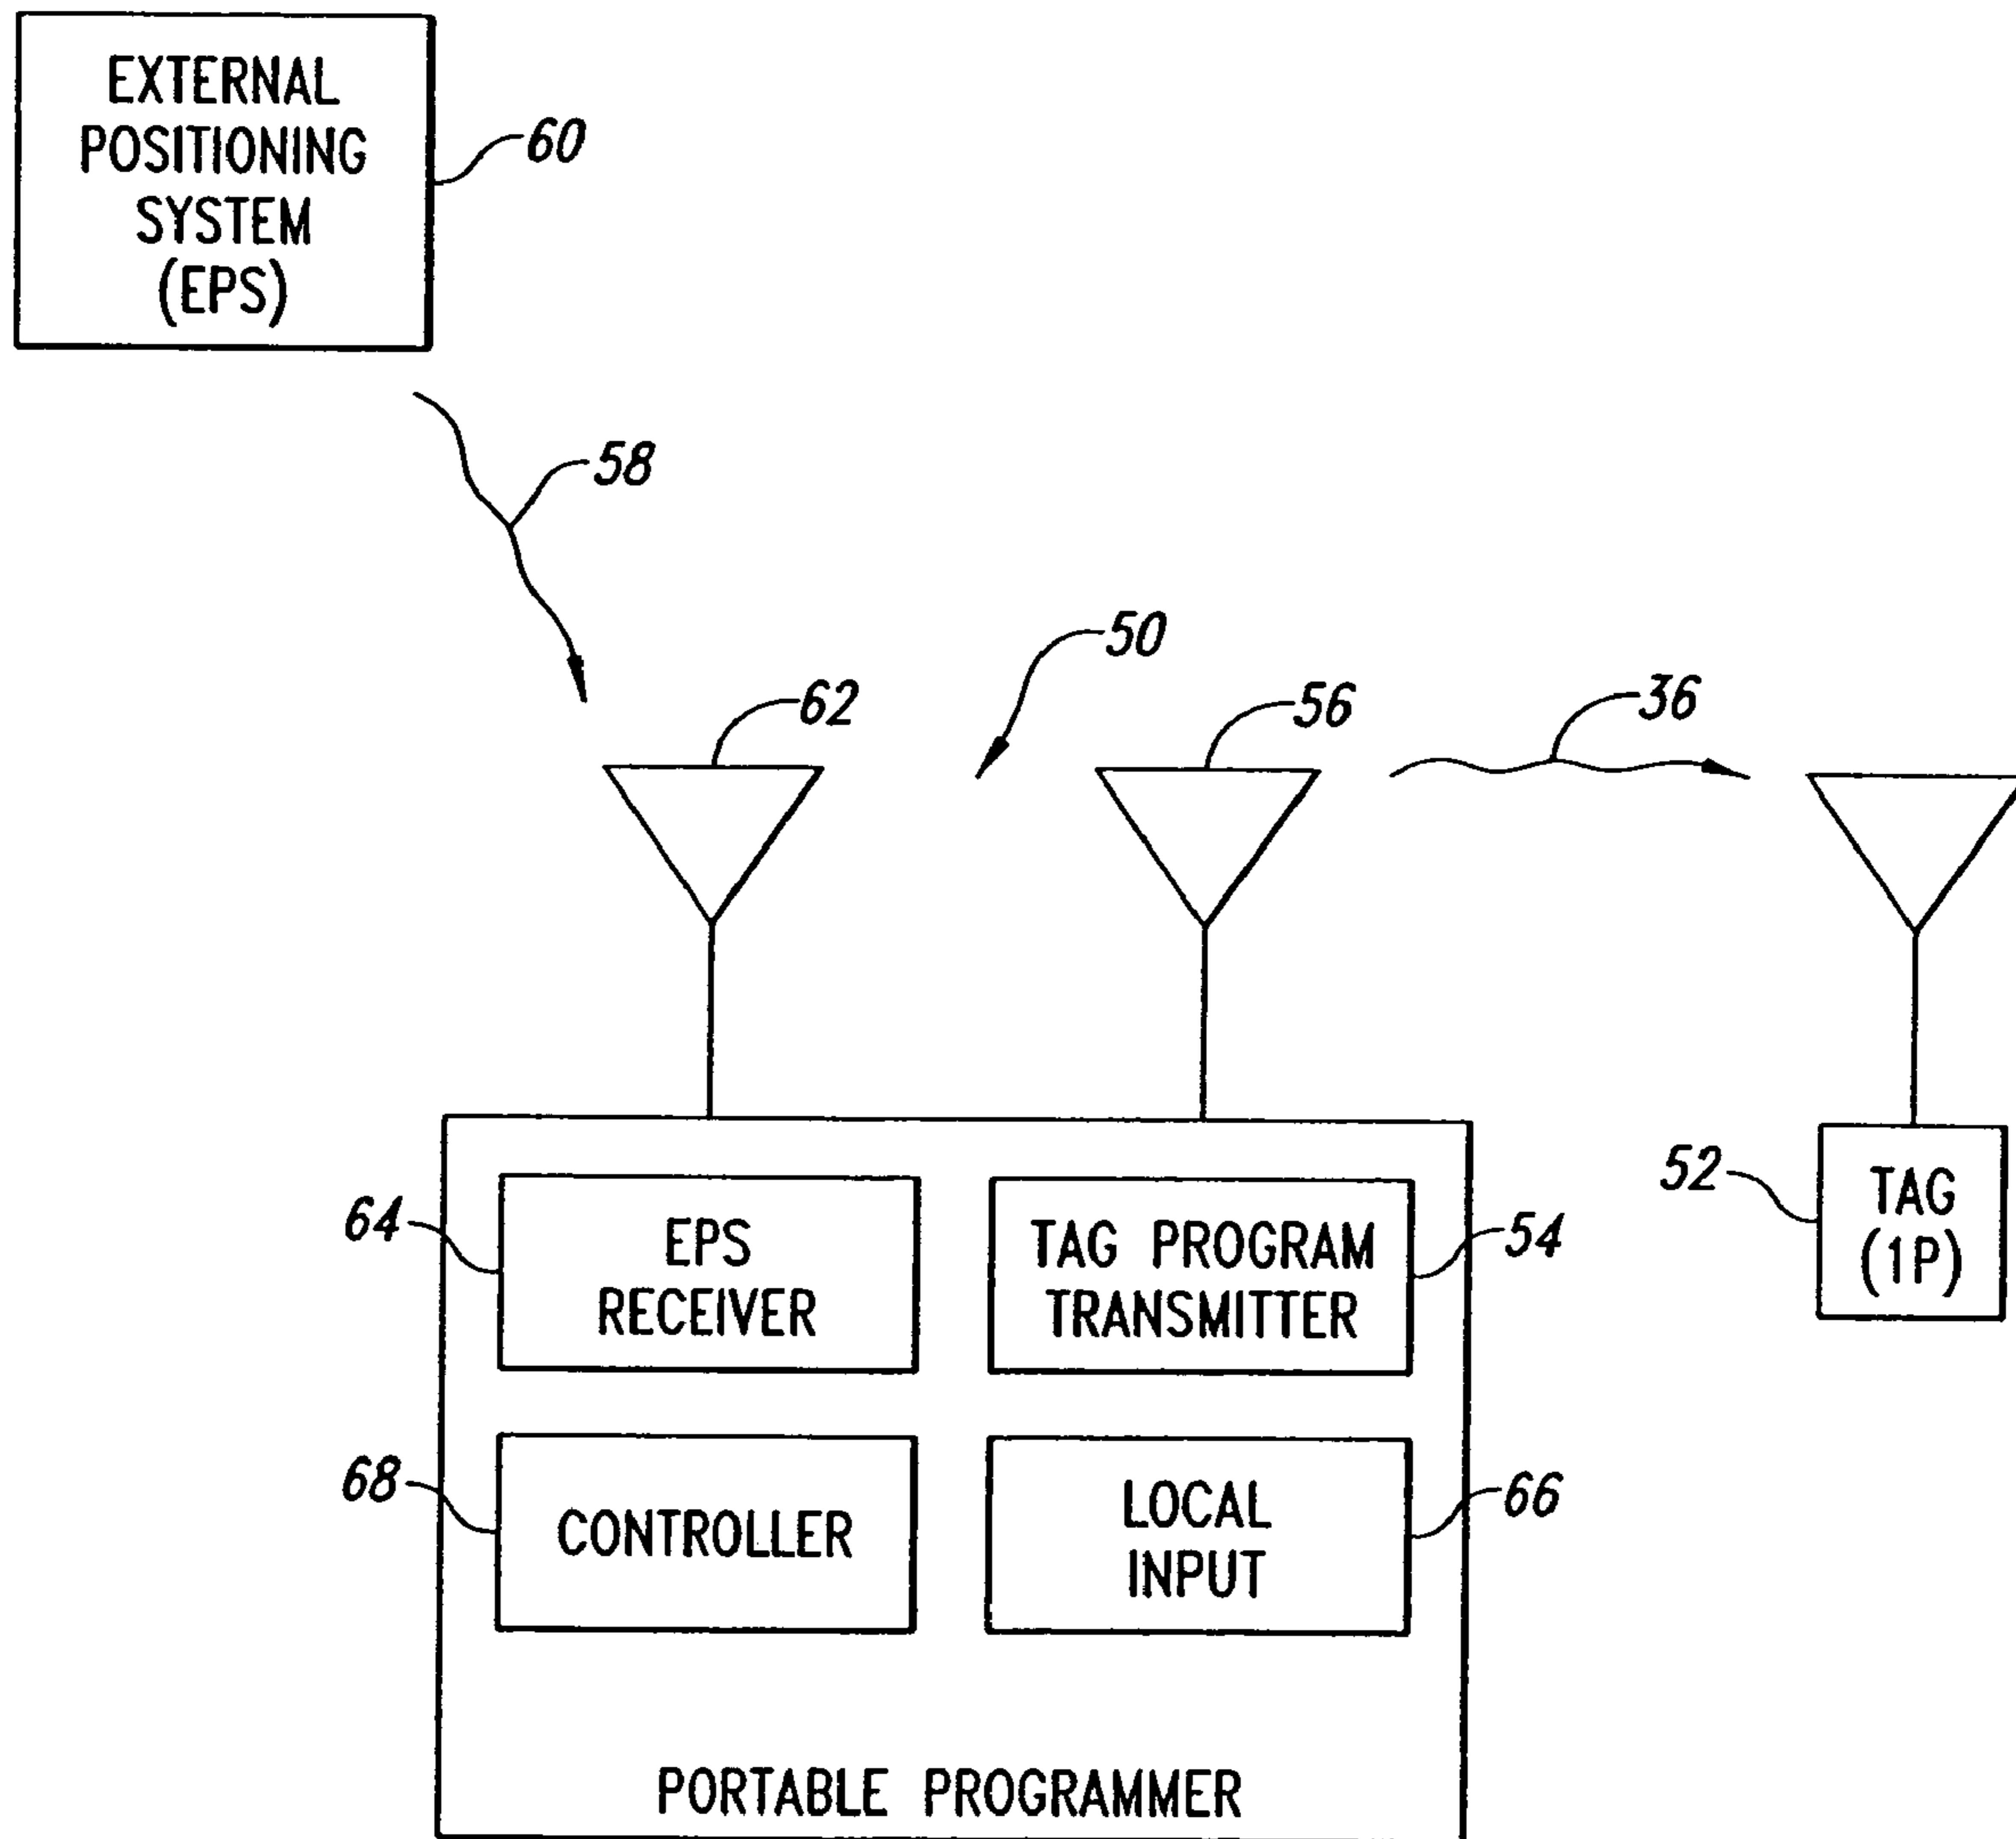 EXTERNAL
POSITIONING
SYSTEM
(EPS)
60
58
50
62
56
36
64
EPS
RECEIVER
TAG PROGRAM
TRANSMITTER
54
52
TAG
(1P)
68
CONTROLLER
LOCAL
INPUT
66
PORTABLE PROGRAMMER